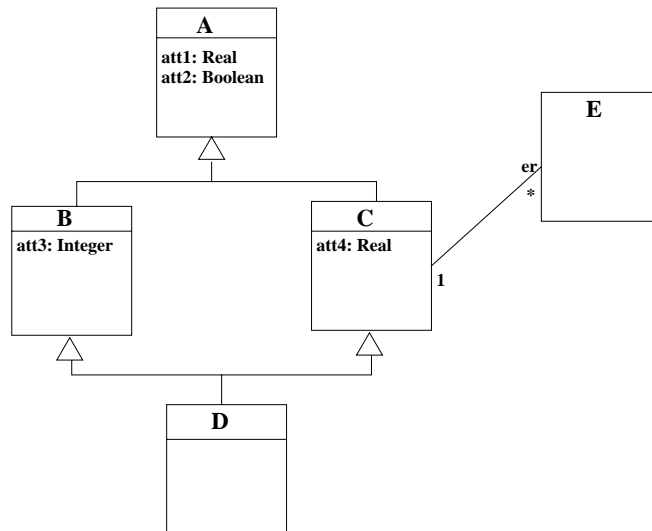 A
att1: Real
att2: Boolean
E
er
*
B
att3: Integer
C
att4: Real
1
D